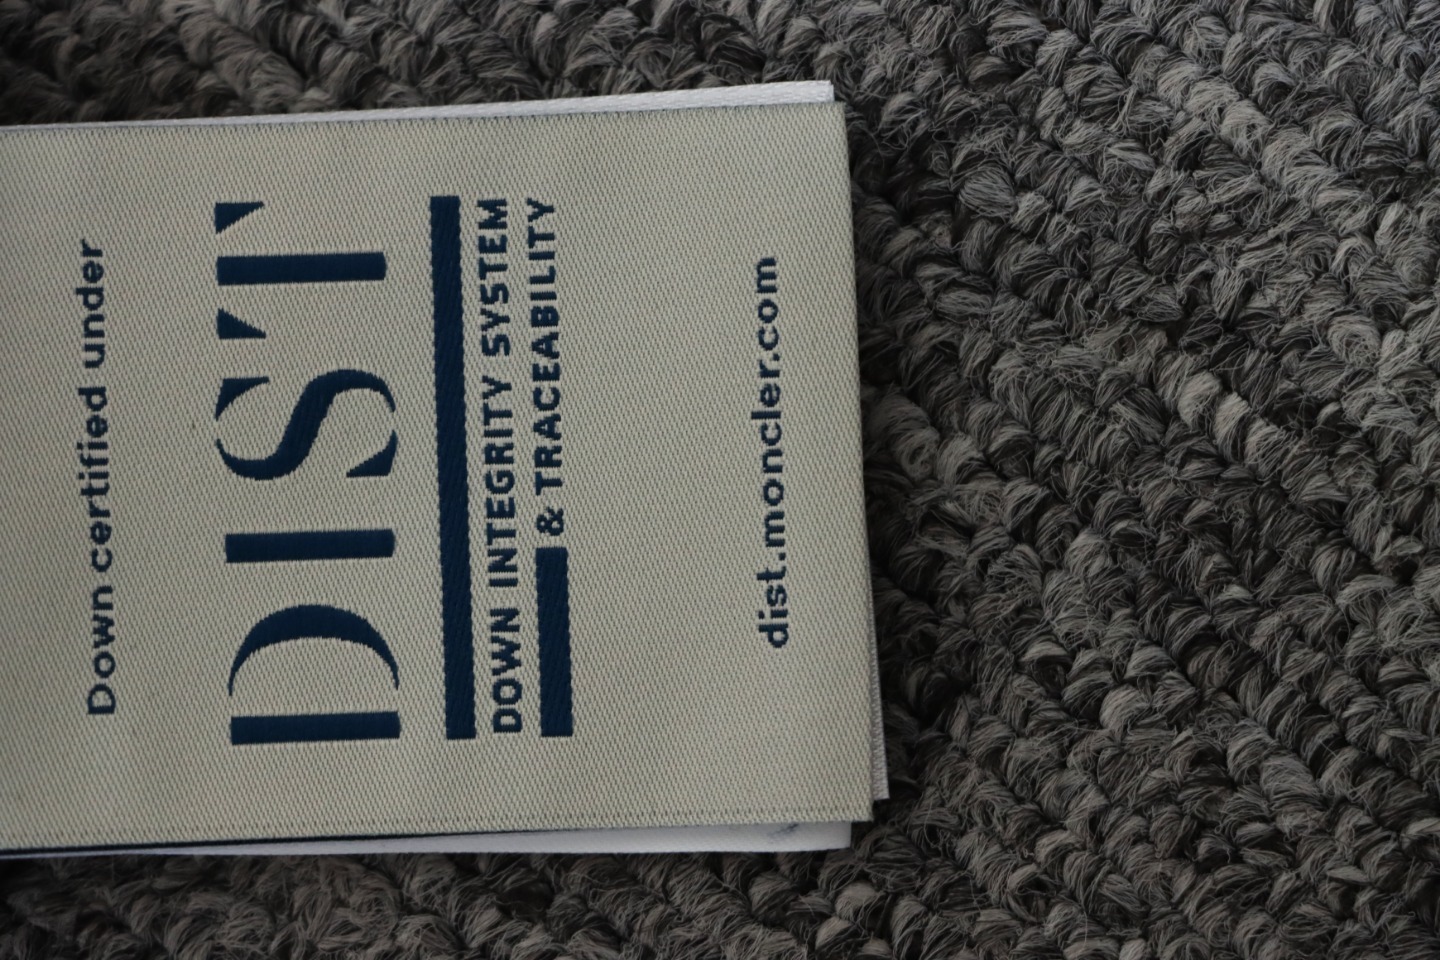 Down certified under
DIST
DOWN INTEGRITY SYSTEM
& TRACEABILITY
dist.moncler.com